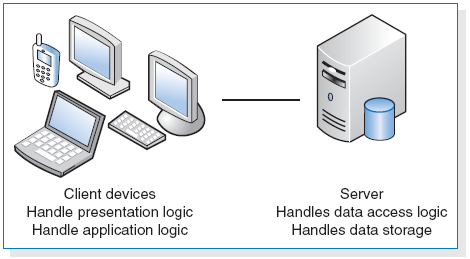 Client devices
Handle presentation logic
Handle application logic
Server
Handles data access logic
Handles data storage